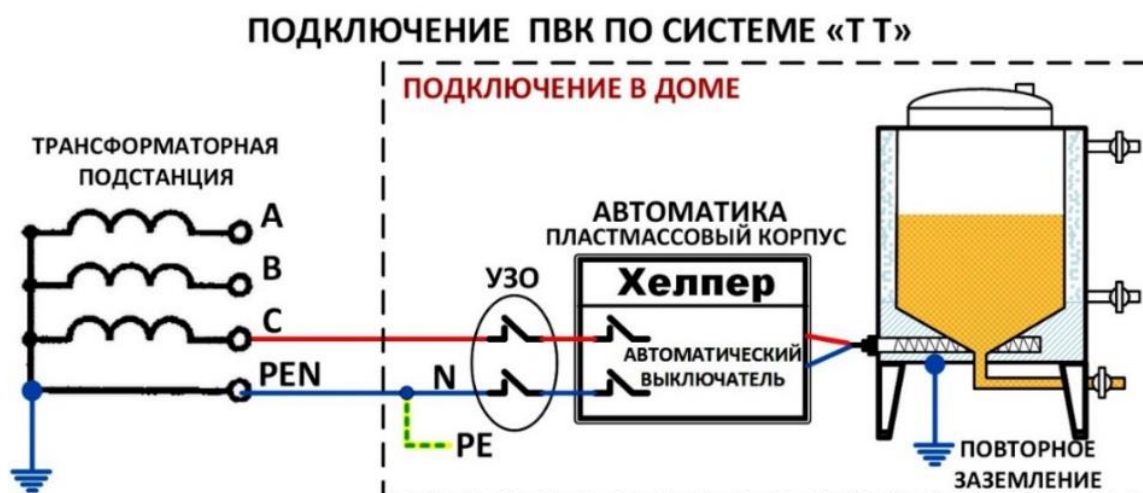 ПОДКЛЮЧЕНИЕ ПВК ПО СИСТЕМЕ «Т Т»
ПОДКЛЮЧЕНИЕ В ДОМЕ
ТРАНСФОРМАТОРНАЯ
ПОДСТАНЦИЯ
A
B
C
PEN
N
PE
УЗО
АВТОМАТИКА
ПЛАСТМАССОВЫЙ КОРПУС
Хелпер
АВТОМАТИЧЕСКИЙ
ВЫКЛЮЧАТЕЛЬ
ПОВТОРНОЕ
ЗАЗЕМЛЕНИЕ